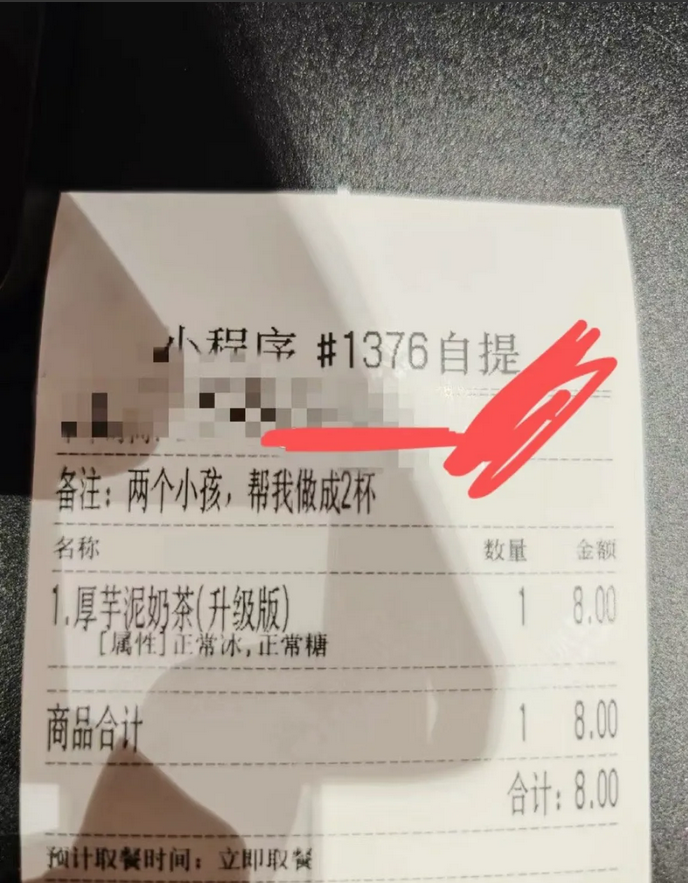 小程序 #1376自提
备注：两个小孩，帮我做成2杯
名称 数量 金额
1.厚芋泥奶茶(升级版) 1 8.00
[属性]正常冰,正常糖
商品合计 1 8.00
合计：8.00
预计取餐时间：立即取餐